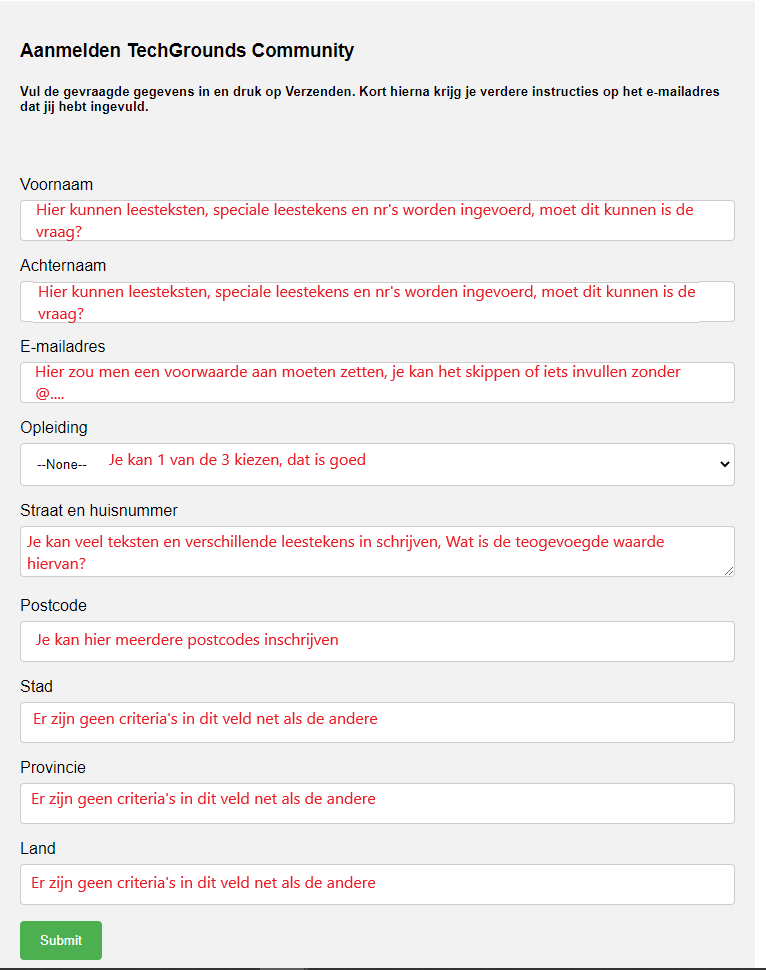 Aanmelden TechGrounds Community
Vul de gevraagde gegevens in en druk op Verzenden. Kort hierna krijg je verdere instructies op het e-mailadres
dat jij hebt ingevuld.
Voornaam
Hier kunnen leesteksten, speciale leestekens en nr's worden ingevoerd, moet dit kunnen is de
vraag?
Achternaam
Hier kunnen leesteksten, speciale leestekens en nr's worden ingevoerd, moet dit kunnen is de
vraag?
E-mailadres
Hier zou men een voorwaarde aan moeten zetten, je kan het skippen of iets invullen zonder
@....
Opleiding
--None-- Je kan 1 van de 3 kiezen, dat is goed
Straat en huisnummer
Je kan veel teksten en verschillende leestekens in schrijven, Wat is de teogevoegde waarde
hiervan?
Postcode
Je kan hier meerdere postcodes inschrijven
Stad
Er zijn geen criteria's in dit veld net als de andere
Provincie
Er zijn geen criteria's in dit veld net als de andere
Land
Er zijn geen criteria's in dit veld net als de andere
Submit